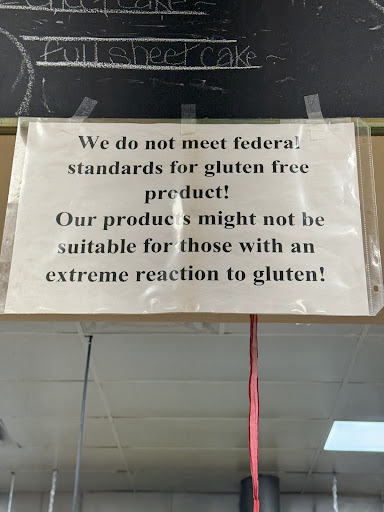 full sheet cake
We do not meet federal
standards for gluten free
product!
Our products might not be
suitable for those with an
extreme reaction to gluten!